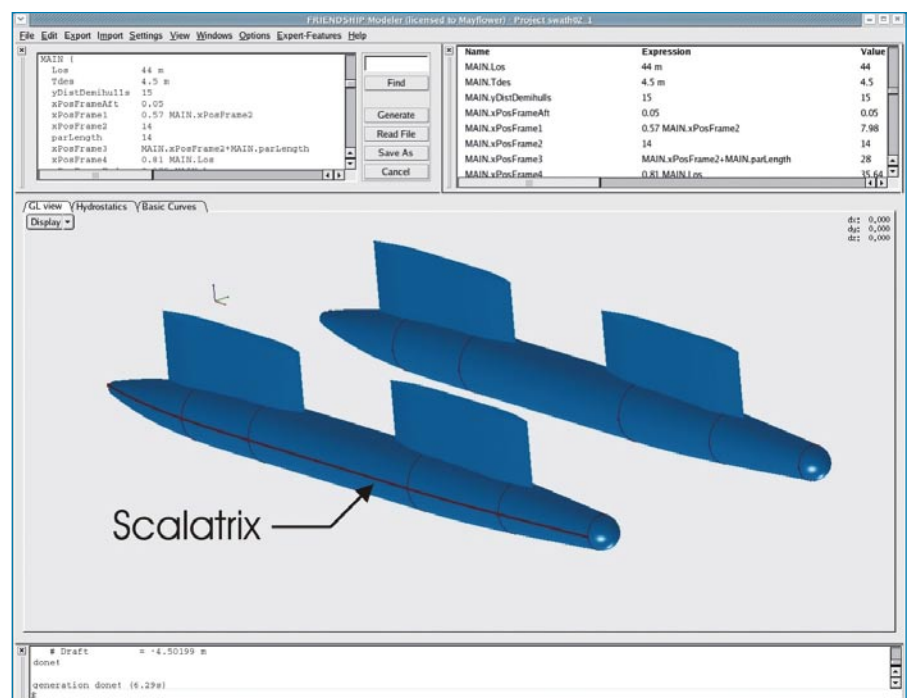 FRIENDSHIP Modeler (licensed to Mayflower) - Project swath02_1
File Edit Export Import Settings View Windows Options Expert-Features Help
MAIN {
Los 44 m
Tdes 4.5 m
yDistDemihulls 15
xPosFrameAft 0.05
xPosFrame1 0.57 MAIN.xPosFrame2
xPosFrame2 14
parLength 14
xPosFrame3 MAIN.xPosFrame2+MAIN.parLength
xPosFrame4 0.81 MAIN.Los
Find
Generate
Read File
Save As
Cancel
Name Expression Value
MAIN.Los 44 m 44
MAIN.Tdes 4.5 m 4.5
MAIN.yDistDemihulls 15 15
MAIN.xPosFrameAft 0.05 0.05
MAIN.xPosFrame1 0.57 MAIN.xPosFrame2 7.98
MAIN.xPosFrame2 14 14
MAIN.xPosFrame3 MAIN.xPosFrame2+MAIN.parLength 28
MAIN.xPosFrame4 0.81 MAIN.Los 35.64
GL view Hydrostatics Basic Curves
Display
dx: 0,000
dy: 0,000
dz: 0,000
Scalatrix
# Draft = -4.50199 m
done!
generation done! (6.29s)